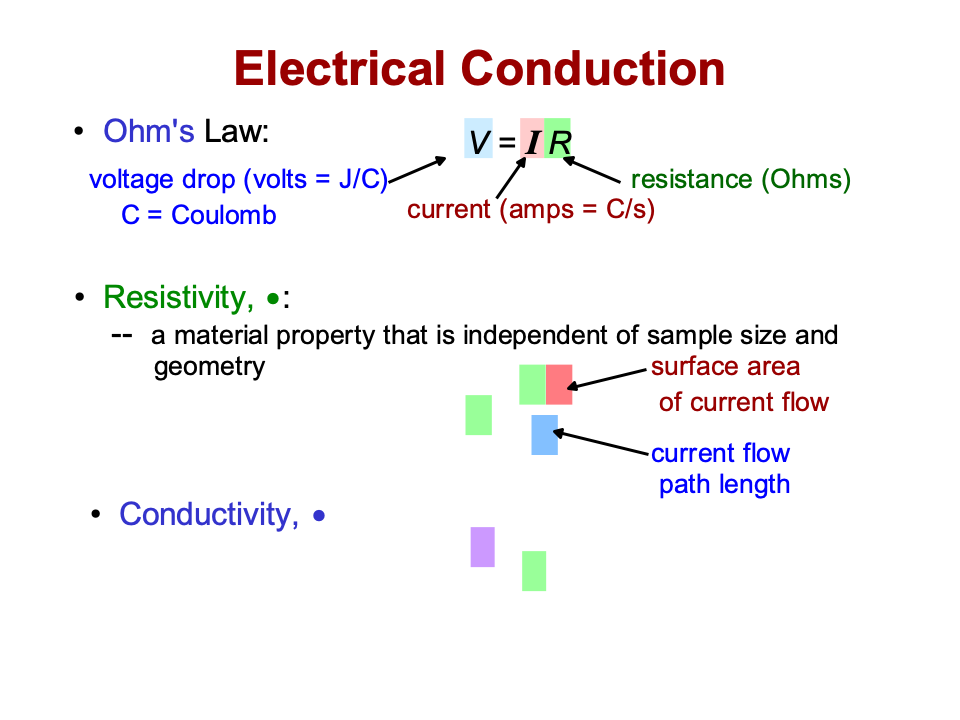 Electrical Conduction
• Ohm's Law:
V = I R
voltage drop (volts = J/C)
C = Coulomb
current (amps = C/s)
resistance (Ohms)
• Resistivity, •:
-- a material property that is independent of sample size and
geometry
surface area
of current flow
current flow
path length
• Conductivity, •